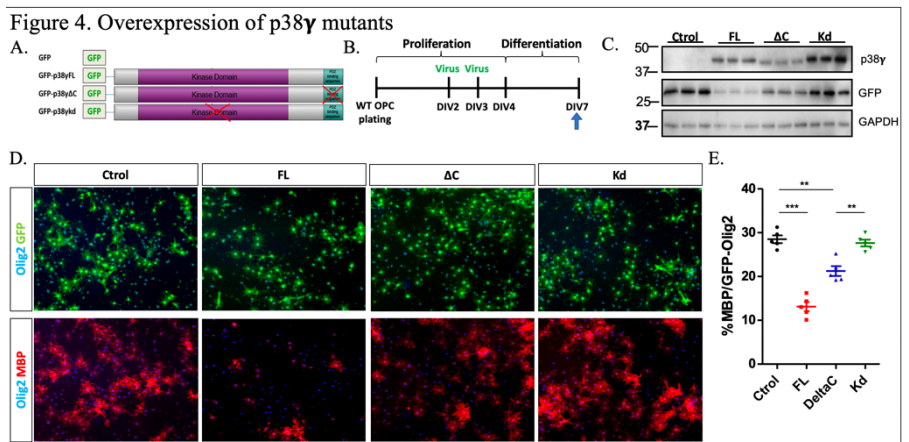 Figure 4. Overexpression of p38γ mutants
A.
GFP
GFP
GFP-p38γFL
GFP
Kinase Domain
GFP-p38γΔC
GFP
Kinase Domain
GFP-p38γkd
GFP
Kinase Domain
B.
Proliferation
Differentiation
Virus
Virus
WT OPC
plating
DIV2
DIV3
DIV4
DIV7
C.
Ctrol
FL
ΔC
Kd
50
37
p38γ
25
GFP
37
GAPDH
D.
Ctrol
FL
ΔC
Kd
Olig2 GFP
Olig2 MBP
E.
%MBP/GFP-Olig2
40
30
20
10
0
**
***
**
Ctrol
FL
DeltaC
Kd